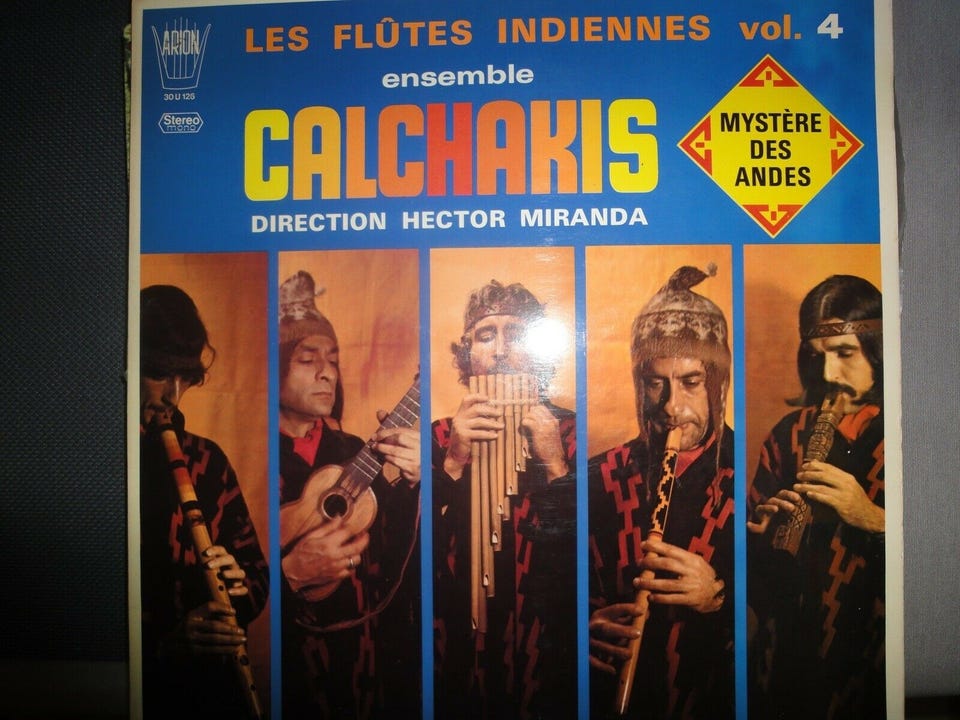 ARION
30 U 125
Stereo
mono
LES FLÛTES INDIENNES vol. 4
ensemble
CALCHAKIS
DIRECTION HECTOR MIRANDA
MYSTÈRE
DES
ANDES